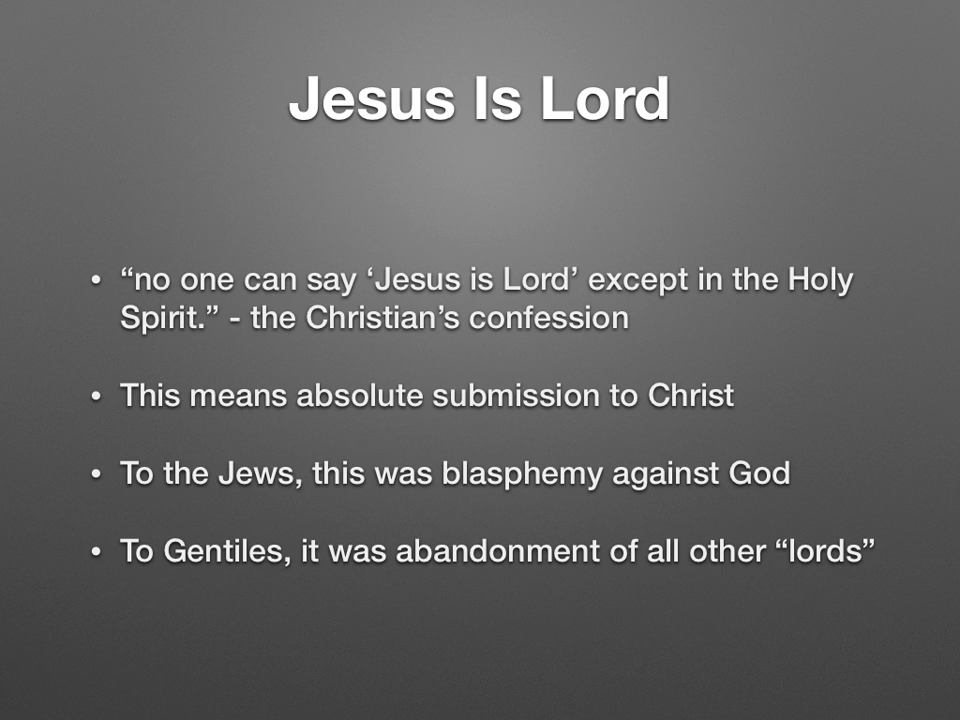 Jesus Is Lord
• “no one can say ‘Jesus is Lord’ except in the Holy
Spirit.” - the Christian’s confession
• This means absolute submission to Christ
• To the Jews, this was blasphemy against God
• To Gentiles, it was abandonment of all other “lords”